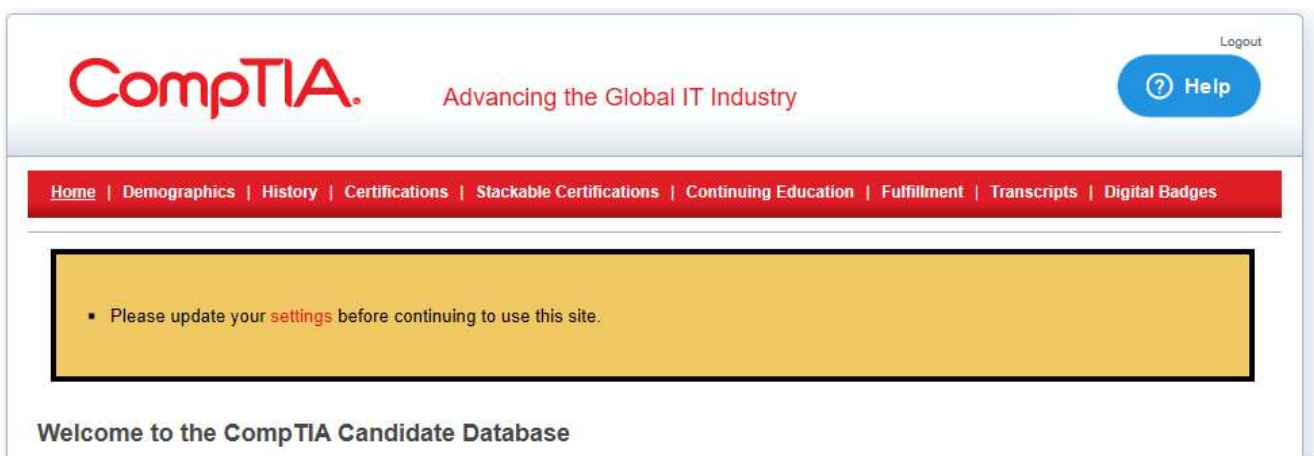 Logout
CompTIA.
Advancing the Global IT Industry
? Help
Home | Demographics | History | Certifications | Stackable Certifications | Continuing Education | Fulfillment | Transcripts | Digital Badges
▪ Please update your settings before continuing to use this site.
Welcome to the CompTIA Candidate Database